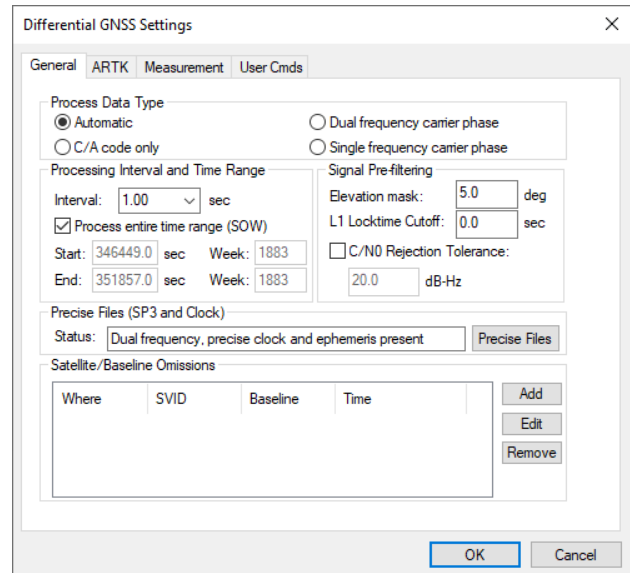 Differential GNSS Settings
General ARTK Measurement User Cmds
Process Data Type
Automatic Dual frequency carrier phase
C/A code only Single frequency carrier phase
Processing Interval and Time Range Signal Pre-filtering
Interval: 1.00 sec Elevation mask: 5.0 deg
Process entire time range (SOW) L1 Locktime Cutoff: 0.0 sec
Start: 346449.0 sec Week: 1883 C/N0 Rejection Tolerance:
End: 351857.0 sec Week: 1883 20.0 dB-Hz
Precise Files (SP3 and Clock)
Status: Dual frequency, precise clock and ephemeris present Precise Files
Satellite/Baseline Omissions
Where SVID Baseline Time Add
Edit
Remove
OK Cancel